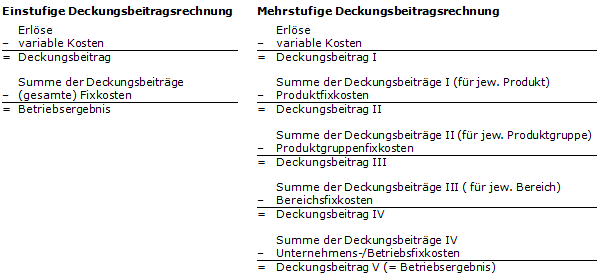 Einstufige Deckungsbeitragsrechnung
Erlöse
– variable Kosten
= Deckungsbeitrag
Summe der Deckungsbeiträge
– (gesamte) Fixkosten
= Betriebsergebnis
Mehrstufige Deckungsbeitragsrechnung
Erlöse
– variable Kosten
= Deckungsbeitrag I
Summe der Deckungsbeiträge I (für jew. Produkt)
– Produktfixkosten
= Deckungsbeitrag II
Summe der Deckungsbeiträge II (für jew. Produktgruppe)
– Produktgruppenfixkosten
= Deckungsbeitrag III
Summe der Deckungsbeiträge III ( für jew. Bereich)
– Bereichsfixkosten
= Deckungsbeitrag IV
Summe der Deckungsbeiträge IV
– Unternehmens-/Betriebsfixkosten
= Deckungsbeitrag V (= Betriebsergebnis)